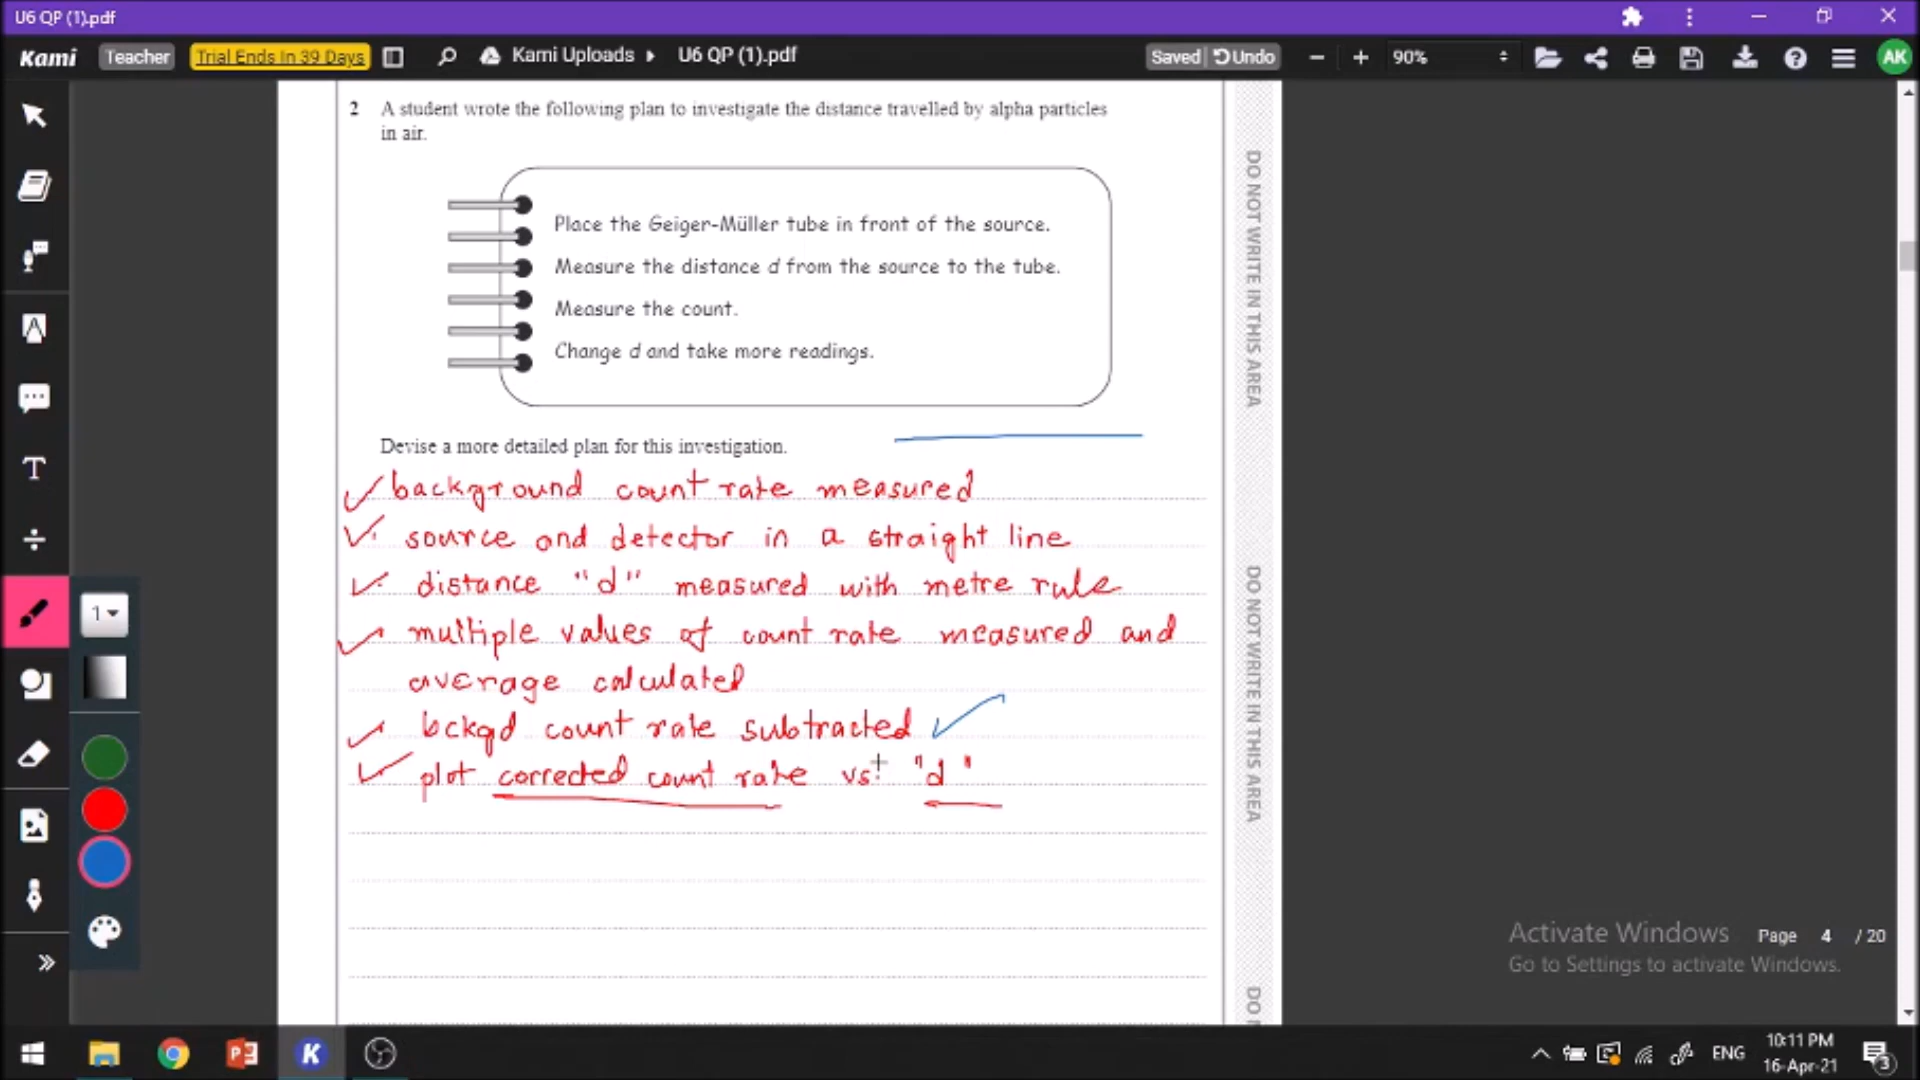 U6 QP (1).pdf
Kami Teacher Trial Ends In 39 Days Kami Uploads U6 QP (1).pdf Saved Undo 90% AK
2 A student wrote the following plan to investigate the distance travelled by alpha particles
in air.
Place the Geiger-Müller tube in front of the source.
Measure the distance d from the source to the tube.
Measure the count.
Change d and take more readings.
Devise a more detailed plan for this investigation.
background count rate measured
source and detector in a straight line
distance "d" measured with metre rule
multiple values of count rate measured and
average calculated
bckgd count rate subtracted
plot corrected count rate vs. "d"
DO NOT WRITE IN THIS AREA
DO NOT WRITE IN THIS AREA
DO N
1
Activate Windows
Page 4 / 20
Go to Settings to activate Windows.
ENG
10:11 PM
16-Apr-21
3